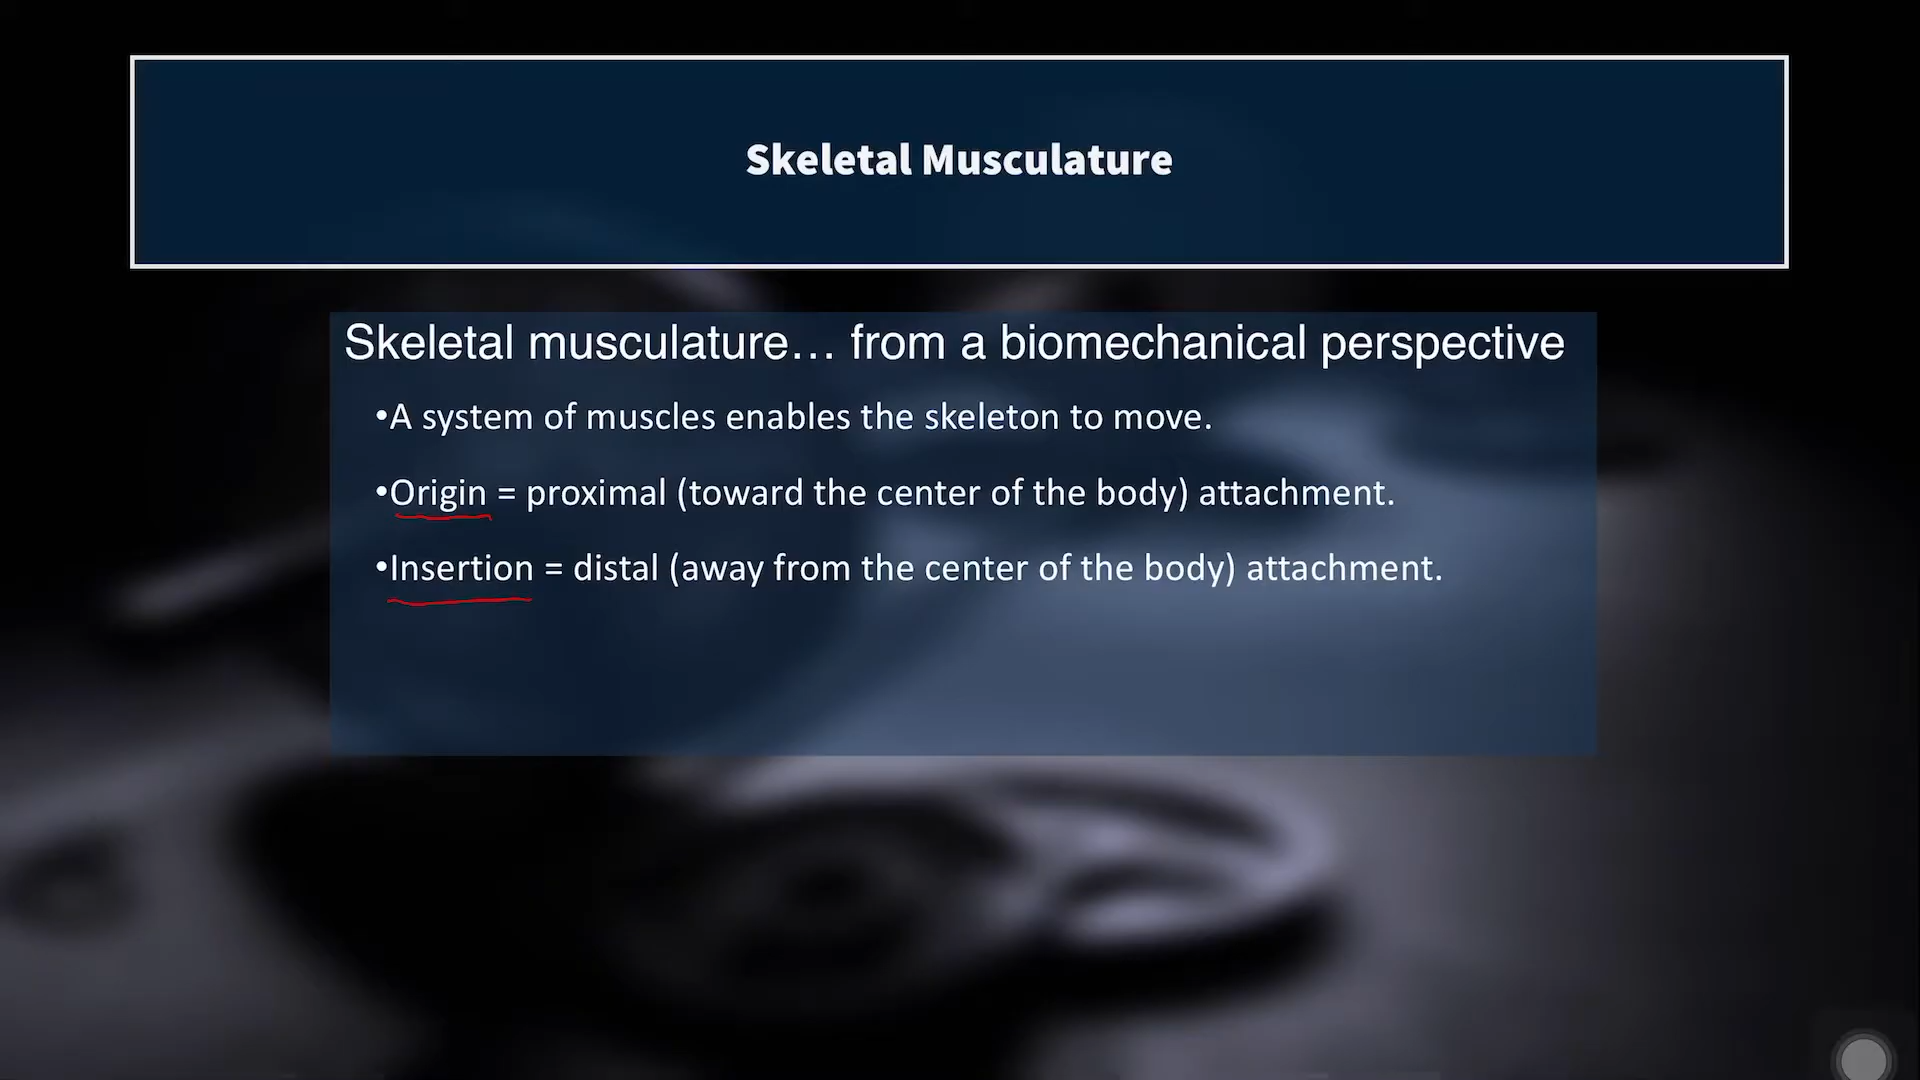 Skeletal Musculature
Skeletal musculature... from a biomechanical perspective
•A system of muscles enables the skeleton to move.
•Origin = proximal (toward the center of the body) attachment.
•Insertion = distal (away from the center of the body) attachment.